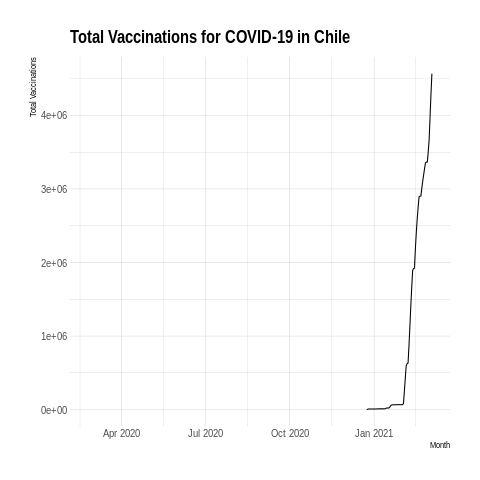 Total Vaccinations for COVID-19 in Chile
Total Vaccinations
4e+06
3e+06
2e+06
1e+06
0e+00
Apr 2020
Jul 2020
Oct 2020
Jan 2021
Month